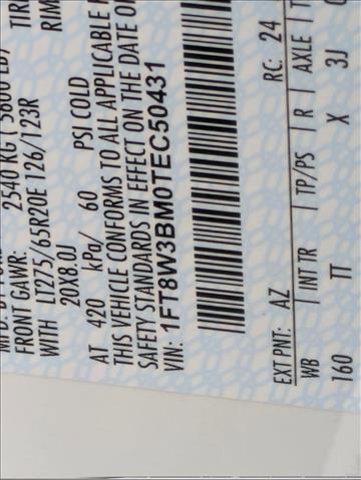 FRONT GAWR: 2540 KG ( 5600 LB) TIRE
WITH LT275/65R20E 126/123R RIM
20X8.0J
AT 420 kPa/ 60 PSI COLD
THIS VEHICLE CONFORMS TO ALL APPLICABLE
SAFETY STANDARDS IN EFFECT ON THE DATE O
VIN: 1FT8W3BM0TEC50431
EXT PNT: AZ RC: 24
WB | INT TR | TP/PS | R | AXLE | T
160 TT X 3J